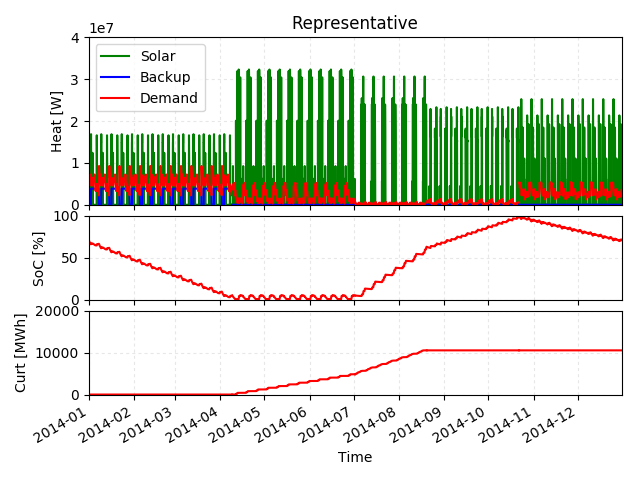 Representative
1e7
4
3
2
1
0
Heat [W]
Solar
Backup
Demand
100
50
0
SoC [%]
20000
10000
0
Curt [MWh]
2014-01
2014-02
2014-03
2014-04
2014-05
2014-06
2014-07
2014-08
2014-09
2014-10
2014-11
2014-12
Time